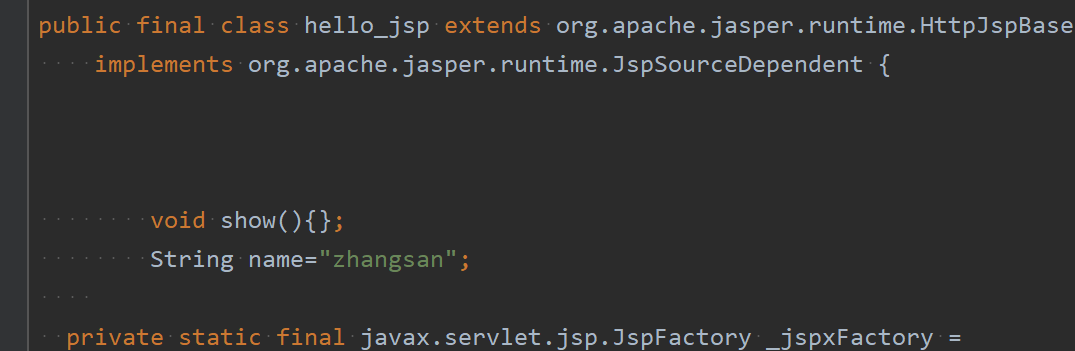 public final class hello_jsp extends org.apache.jasper.runtime.HttpJspBase
implements org.apache.jasper.runtime.JspSourceDependent {
void show(){};
String name="zhangsan";
private static final javax.servlet.jsp.JspFactory _jspxFactory =